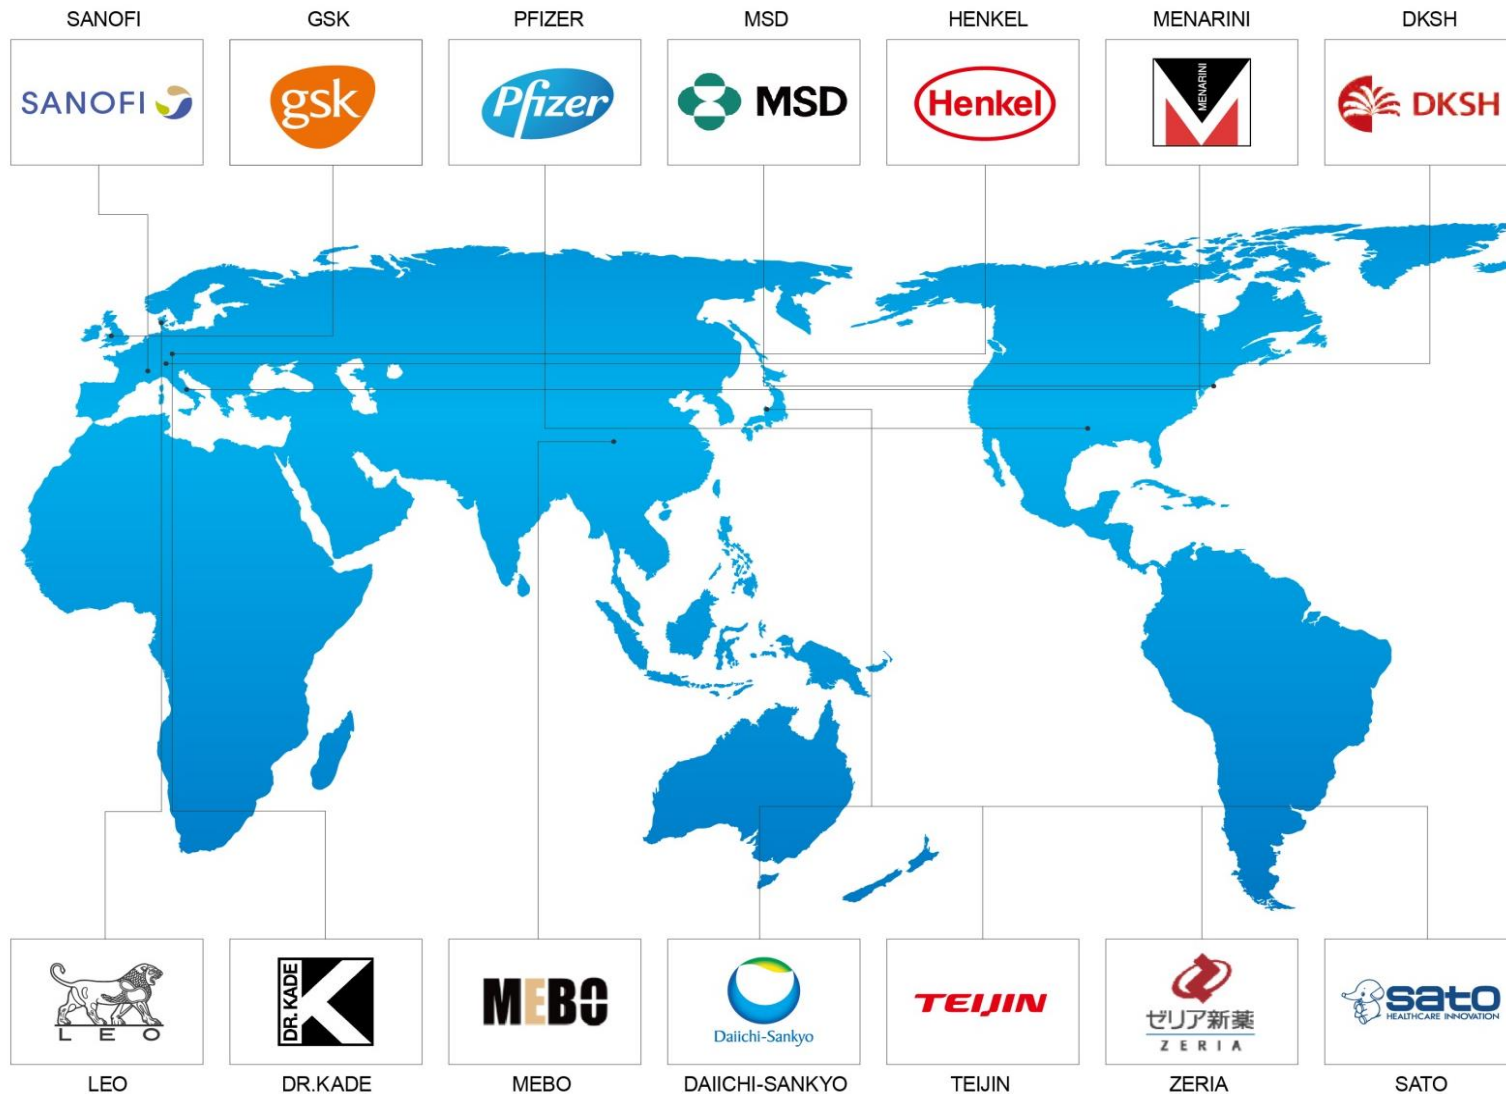 SANOFI GSK PFIZER MSD HENKEL MENARINI DKSH
SANOFI gsk Pfizer MSD Henkel MENARINI DKSH
LEO DR. KADE MEBO Daiichi-Sankyo TEIJIN ゼリア新薬 sato
ZERIA HEALTHCARE INNOVATION
LEO DR.KADE MEBO DAIICHI-SANKYO TEIJIN ZERIA SATO